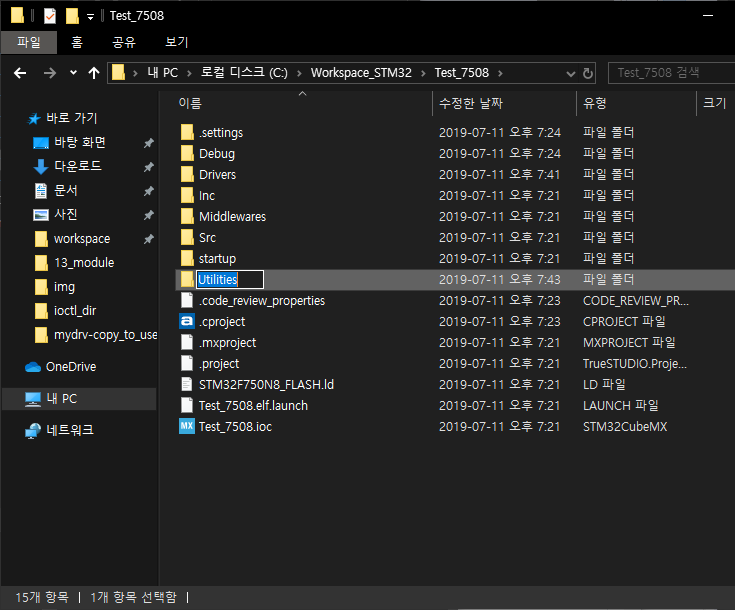 Test_7508
파일 홈 공유 보기
내 PC > 로컬 디스크 (C:) > Workspace_STM32 > Test_7508 > Test_7508 검색
이름 수정한 날짜 유형 크기
바로 가기
바탕 화면
다운로드
문서
사진
workspace
13_module
img
ioctl_dir
mydrv-copy_to_use
OneDrive
내 PC
네트워크
.settings 2019-07-11 오후 7:24 파일 폴더
Debug 2019-07-11 오후 7:24 파일 폴더
Drivers 2019-07-11 오후 7:41 파일 폴더
Inc 2019-07-11 오후 7:21 파일 폴더
Middlewares 2019-07-11 오후 7:21 파일 폴더
Src 2019-07-11 오후 7:21 파일 폴더
startup 2019-07-11 오후 7:21 파일 폴더
Utilities 2019-07-11 오후 7:43 파일 폴더
.code_review_properties 2019-07-11 오후 7:23 CODE_REVIEW_PR...
.cproject 2019-07-11 오후 7:23 CPROJECT 파일
.mxproject 2019-07-11 오후 7:21 MXPROJECT 파일
.project 2019-07-11 오후 7:21 TrueSTUDIO.Proje...
STM32F750N8_FLASH.ld 2019-07-11 오후 7:21 LD 파일
Test_7508.elf.launch 2019-07-11 오후 7:21 LAUNCH 파일
MX Test_7508.ioc 2019-07-11 오후 7:21 STM32CubeMX
15개 항목 | 1개 항목 선택함 |